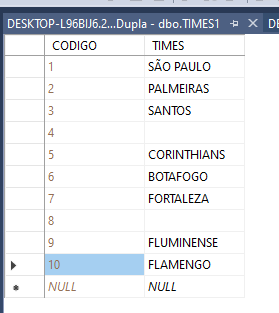 DESKTOP-L96BIJ6.2...Dupla - dbo.TIMES1
CODIGO TIMES
1 SÃO PAULO
2 PALMEIRAS
3 SANTOS
4
5 CORINTHIANS
6 BOTAFOGO
7 FORTALEZA
8
9 FLUMINENSE
10 FLAMENGO
NULL NULL